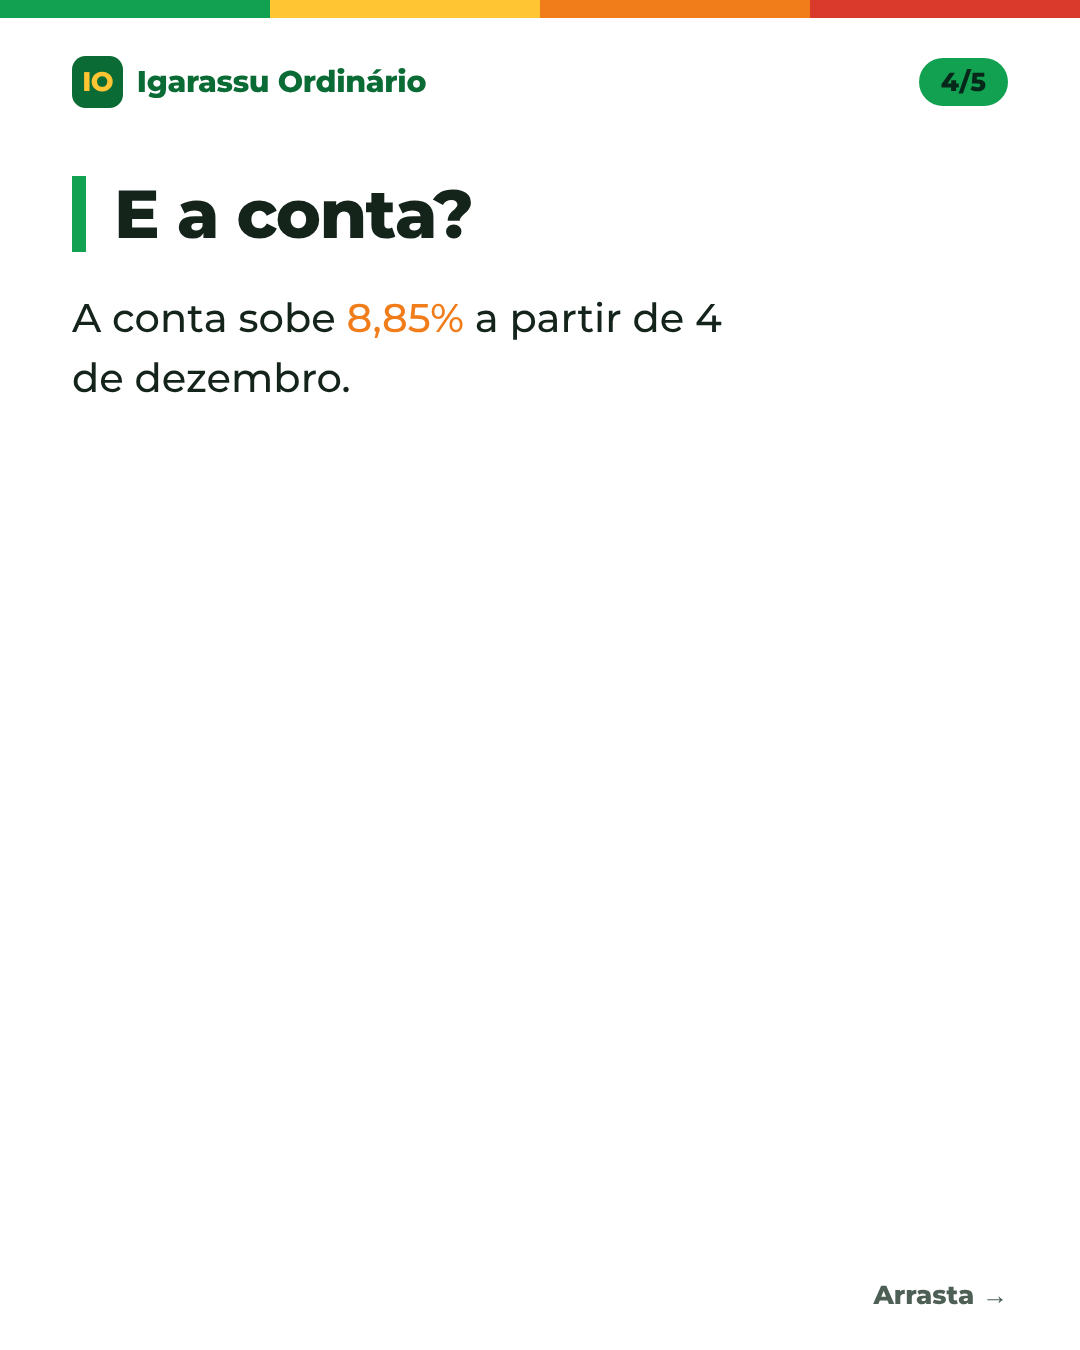 IO Igarassu Ordinário
4/5
E a conta?
A conta sobe 8,85% a partir de 4
de dezembro.
Arrasta →